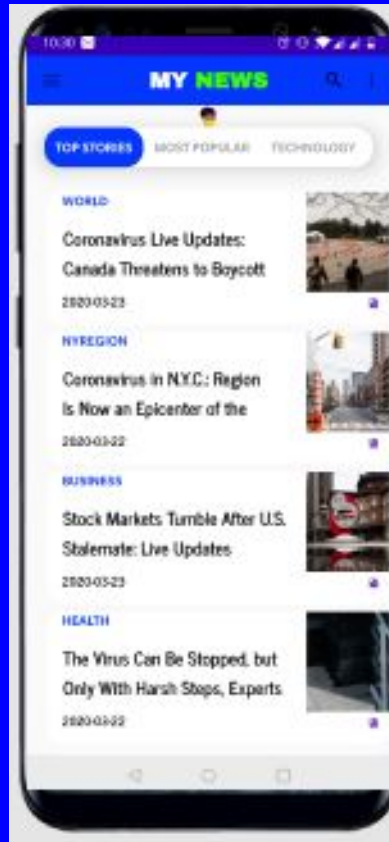 10:30
MY NEWS
TOP STORIES MOST POPULAR TECHNOLOGY
WORLD
Coronavirus Live Updates:
Canada Threatens to Boycott
2020-03-23
NYREGION
Coronavirus in N.Y.C.: Region
Is Now an Epicenter of the
2020-03-22
BUSINESS
Stock Markets Tumble After U.S.
Stalemate: Live Updates
2020-03-23
HEALTH
The Virus Can Be Stopped, but
Only With Harsh Steps, Experts
2020-03-22